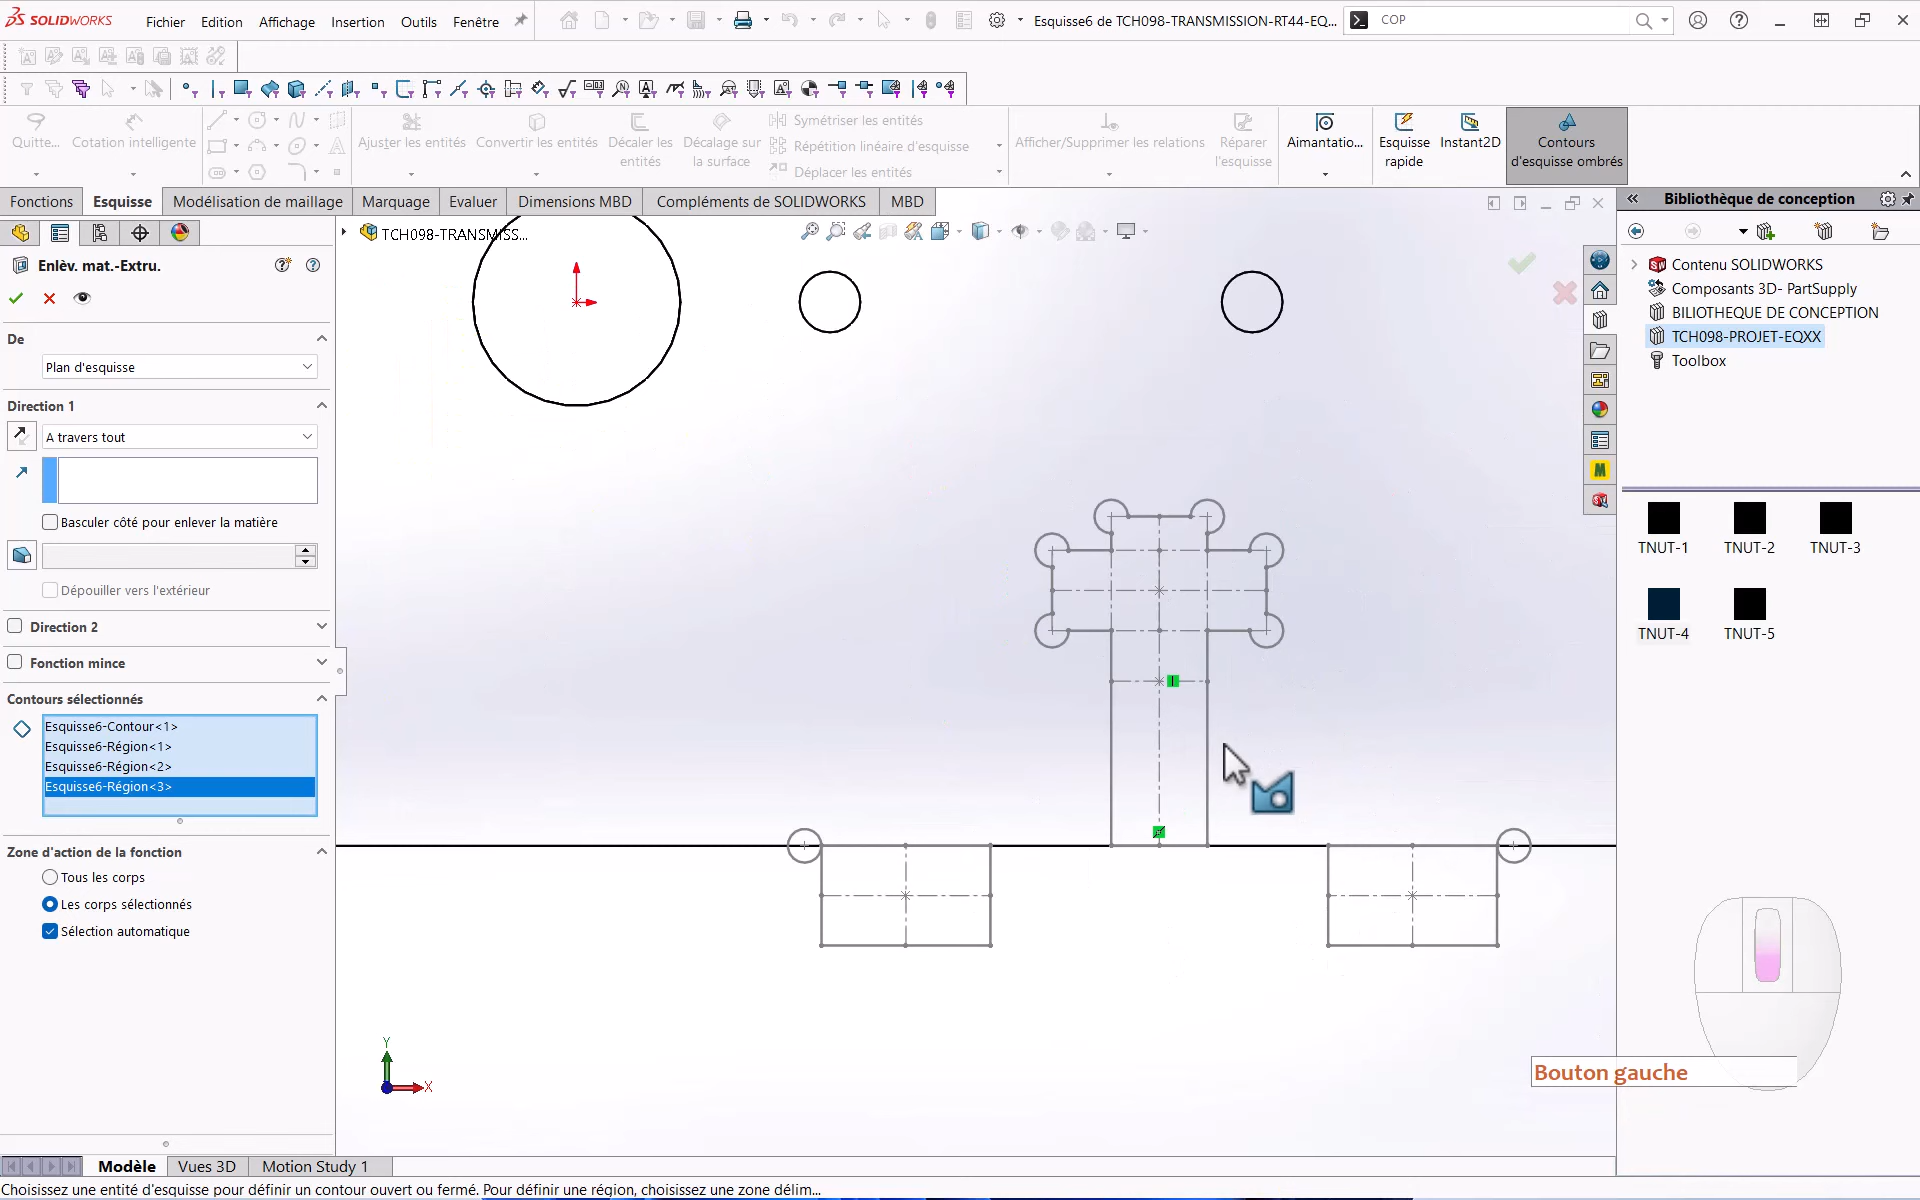 SOLIDWORKS
Fichier Edition Affichage Insertion Outils Fenêtre
Esquisse6 de TCH098-TRANSMISSION-RT44-EQ...
COP
Quitte...
Cotation intelligente
Ajuster les entités
Convertir les entités
Décaler les entités
Décalage sur la surface
Symétriser les entités
Répétition linéaire d'esquisse
Déplacer les entités
Afficher/Supprimer les relations
Réparer l'esquisse
Aimantatio...
Esquisse rapide
Instant2D
Contours d'esquisse ombrés
Fonctions Esquisse Modélisation de maillage Marquage Evaluer Dimensions MBD Compléments de SOLIDWORKS MBD
TCH098-TRANSMISS...
Enlèv. mat.-Extru.
De
Plan d'esquisse
Direction 1
A travers tout
Basculer côté pour enlever la matière
Dépouiller vers l'extérieur
Direction 2
Fonction mince
Contours sélectionnés
Esquisse6-Contour<1>
Esquisse6-Région<1>
Esquisse6-Région<2>
Esquisse6-Région<3>
Zone d'action de la fonction
Tous les corps
Les corps sélectionnés
Sélection automatique
Y
X
Bibliothèque de conception
Contenu SOLIDWORKS
Composants 3D- PartSupply
BILIOTHEQUE DE CONCEPTION
TCH098-PROJET-EQXX
Toolbox
M
TNUT-1 TNUT-2 TNUT-3
TNUT-4 TNUT-5
Bouton gauche
Modèle Vues 3D Motion Study 1
Choisissez une entité d'esquisse pour définir un contour ouvert ou fermé. Pour définir une région, choisissez une zone délim...